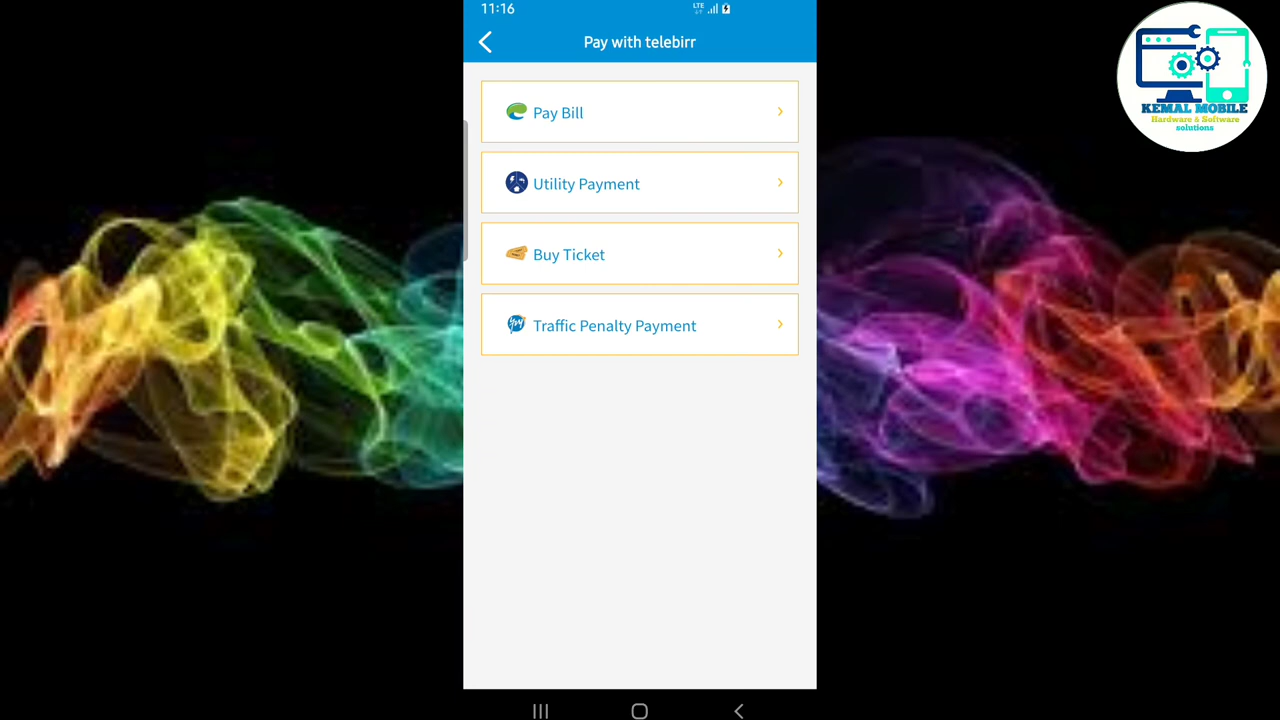 11:16
LTE
Pay with telebirr
Pay Bill
Utility Payment
Buy Ticket
Traffic Penalty Payment
KEMAL MOBILE
Hardware & Software
solutions